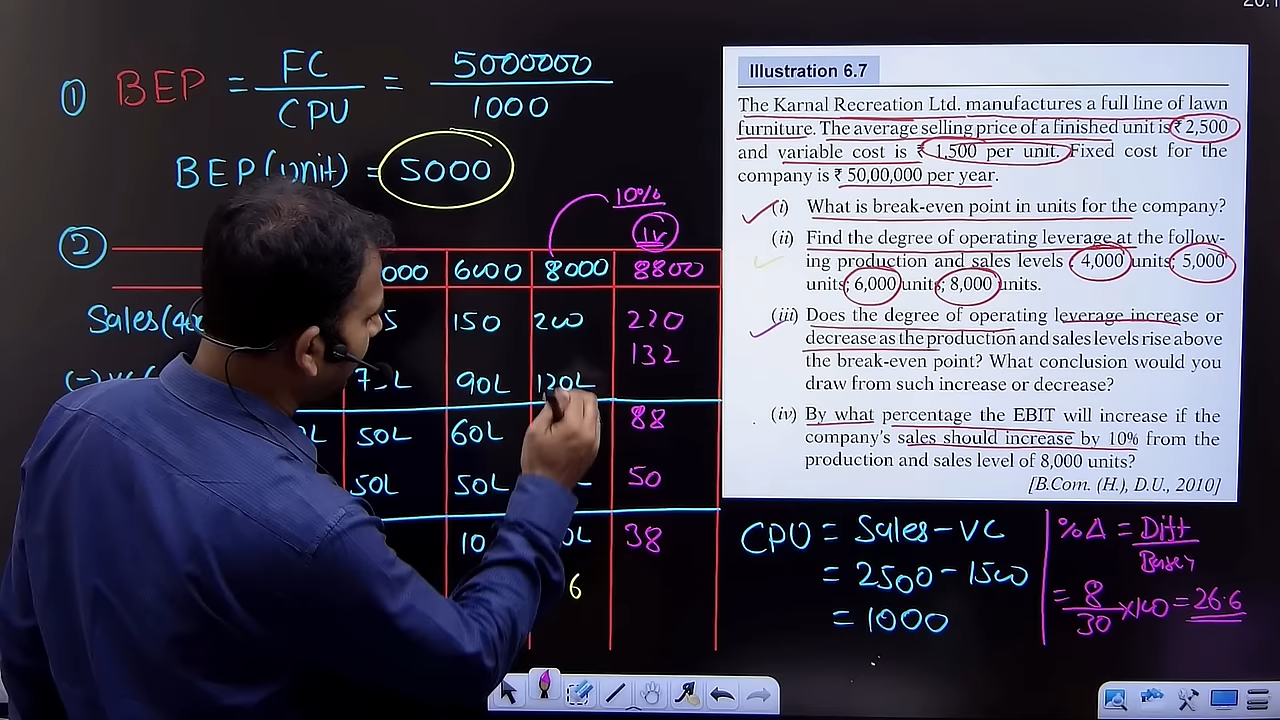 ① BEP = FC / CPU = 5000000 / 1000
BEP(unit) = 5000
10%
iv
②
000 6000 8000 8800
Sales(400 5 150 200 220
132
(-) VC 7 L 90L 120L
L 50L 60L 88
50L 50L 50
10 0L 38
6
Illustration 6.7
The Karnal Recreation Ltd. manufactures a full line of lawn
furniture. The average selling price of a finished unit is ₹ 2,500
and variable cost is ₹ 1,500 per unit. Fixed cost for the
company is ₹ 50,00,000 per year.
(i) What is break-even point in units for the company?
(ii) Find the degree of operating leverage at the follow-
ing production and sales levels : 4,000 units; 5,000
units; 6,000 units; 8,000 units.
(iii) Does the degree of operating leverage increase or
decrease as the production and sales levels rise above
the break-even point? What conclusion would you
draw from such increase or decrease?
(iv) By what percentage the EBIT will increase if the
company's sales should increase by 10% from the
production and sales level of 8,000 units?
[B.Com. (H.), D.U., 2010]
CPU = Sales - VC
= 2500 - 1500
= 1000
% Δ = Diff
= 8 / 30 × 100 = 26.6